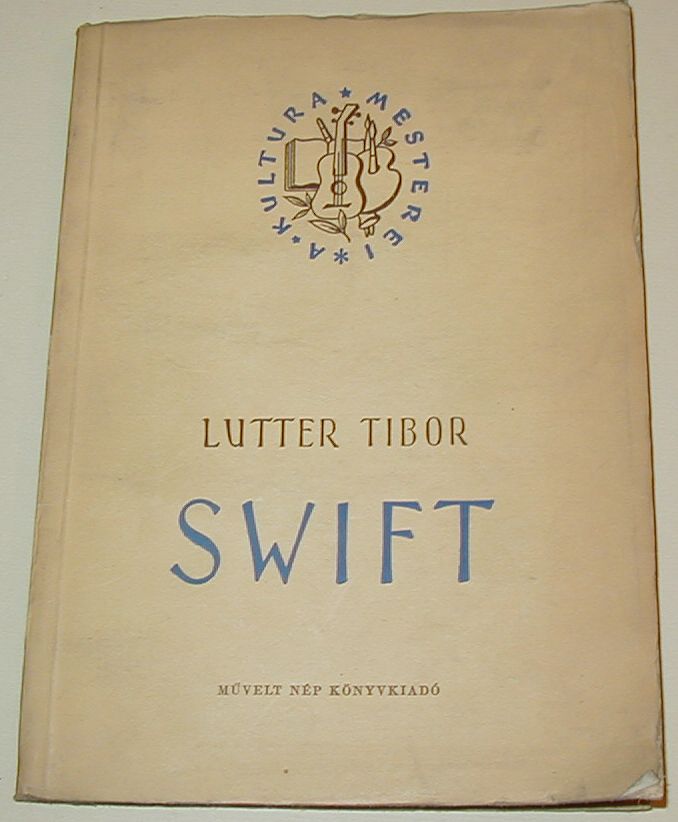 A * KULTURA * MESTEREI *
LUTTER TIBOR
SWIFT
MŰVELT NÉP KÖNYVKIADÓ